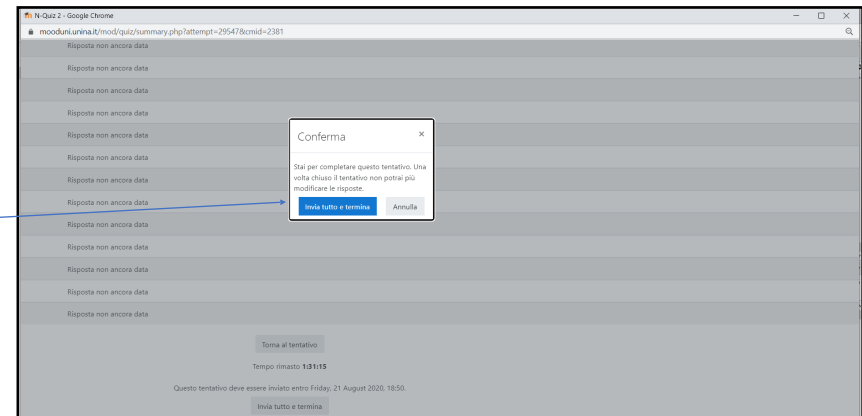 N-Quiz 2 - Google Chrome
mooduni.unina.it/mod/quiz/summary.php?attempt=29547&cmid=2381
Risposta non ancora data
Risposta non ancora data
Risposta non ancora data
Risposta non ancora data
Risposta non ancora data
Conferma ×
Risposta non ancora data
Stai per completare questo tentativo. Una
volta chiuso il tentativo non potrai più
modificare le risposte.
Risposta non ancora data
Risposta non ancora data
Invia tutto e termina Annulla
Risposta non ancora data
Risposta non ancora data
Risposta non ancora data
Risposta non ancora data
Risposta non ancora data
Torna al tentativo
Tempo rimasto 1:31:15
Questo tentativo deve essere inviato entro Friday, 21 August 2020, 18:50.
Invia tutto e termina